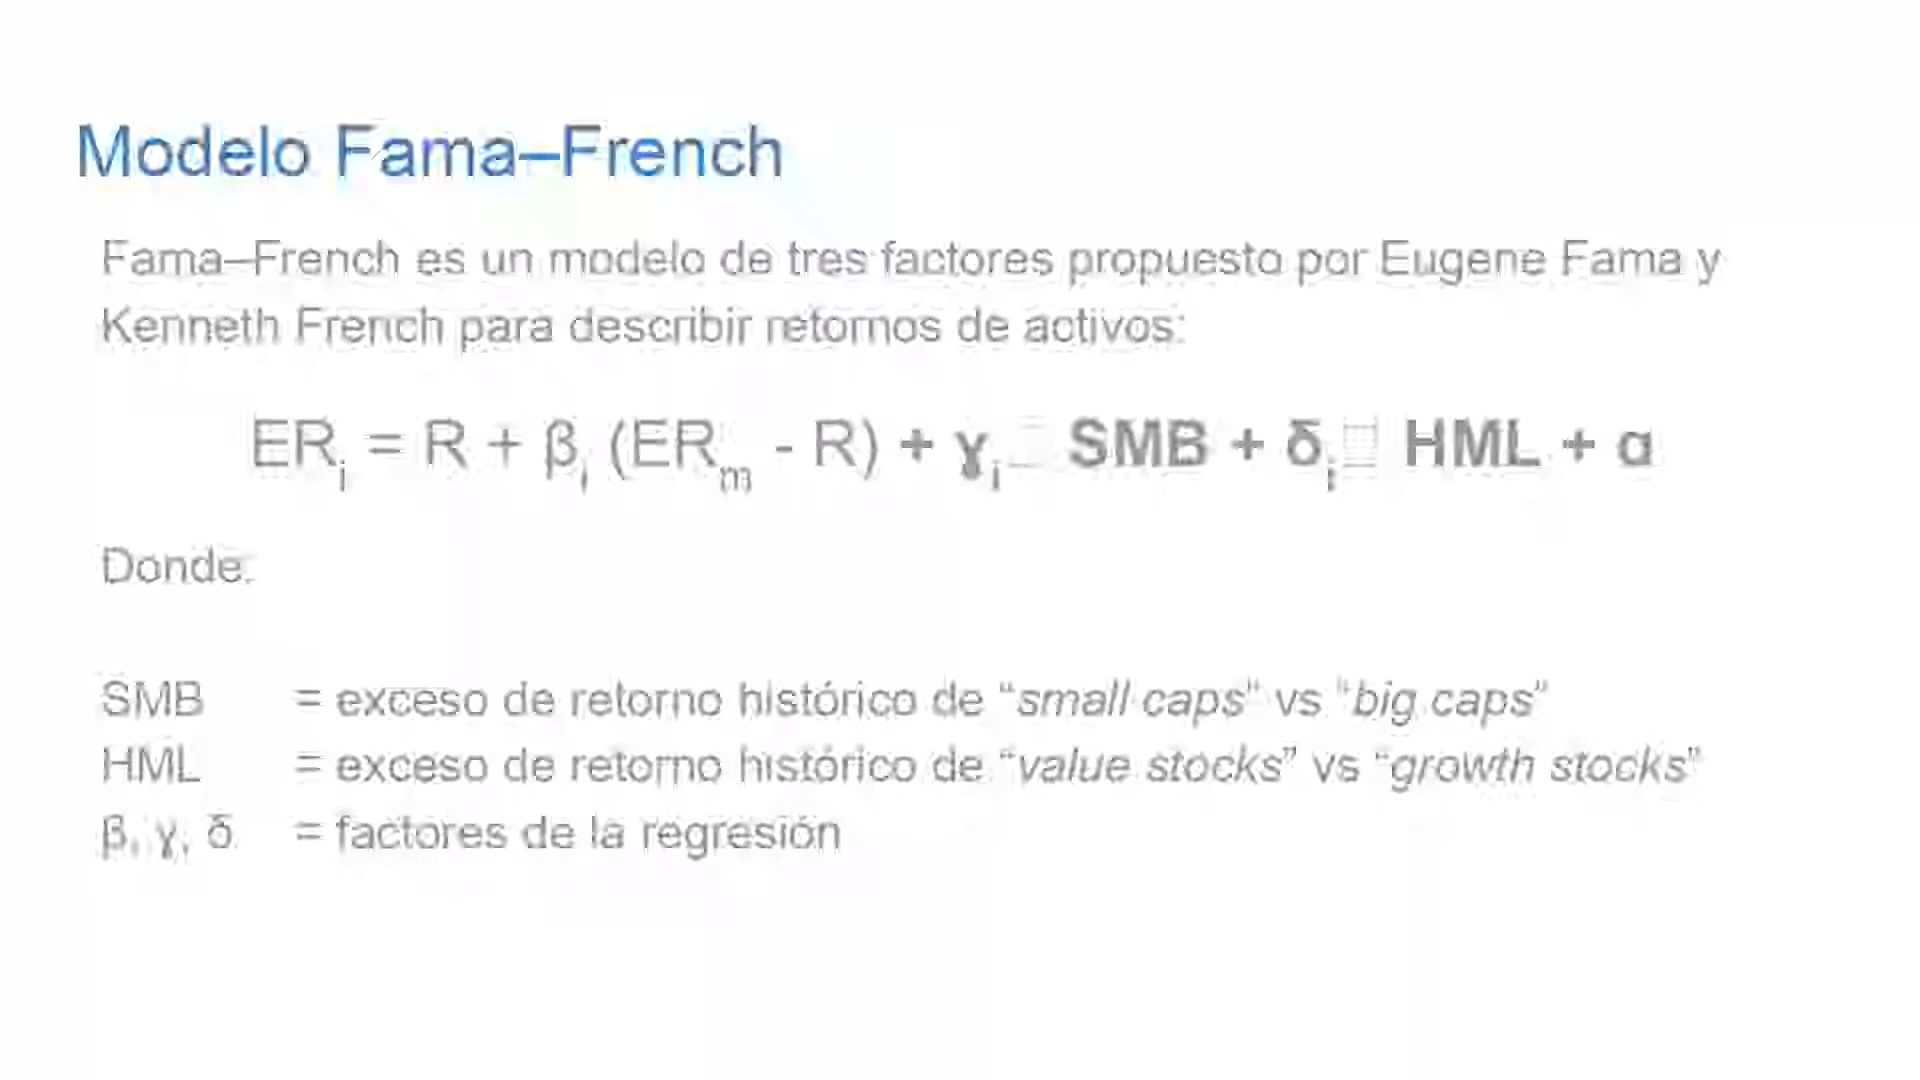 Modelo Fama–French
Fama–French es un modelo de tres factores propuesto por Eugene Fama y
Kenneth French para describir retornos de activos:
ERi = R + βi (ERm - R) + γi SMB + δi HML + α
Donde:
SMB = exceso de retorno histórico de “small caps” vs “big caps”
HML = exceso de retorno histórico de “value stocks” vs “growth stocks”
β, γ, δ = factores de la regresión